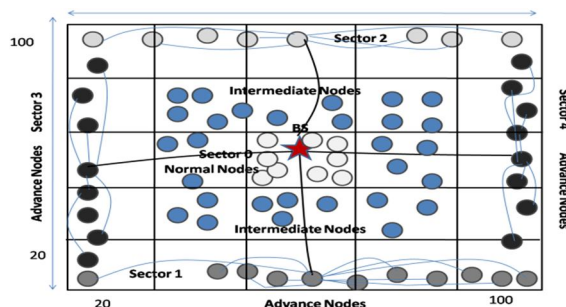 100
Sector 2
Sector 3
Intermediate Nodes
Sector 4
BS
Sector 0
Normal Nodes
Advance Nodes
Advance Nodes
Intermediate Nodes
20
Sector 1
20
Advance Nodes
100